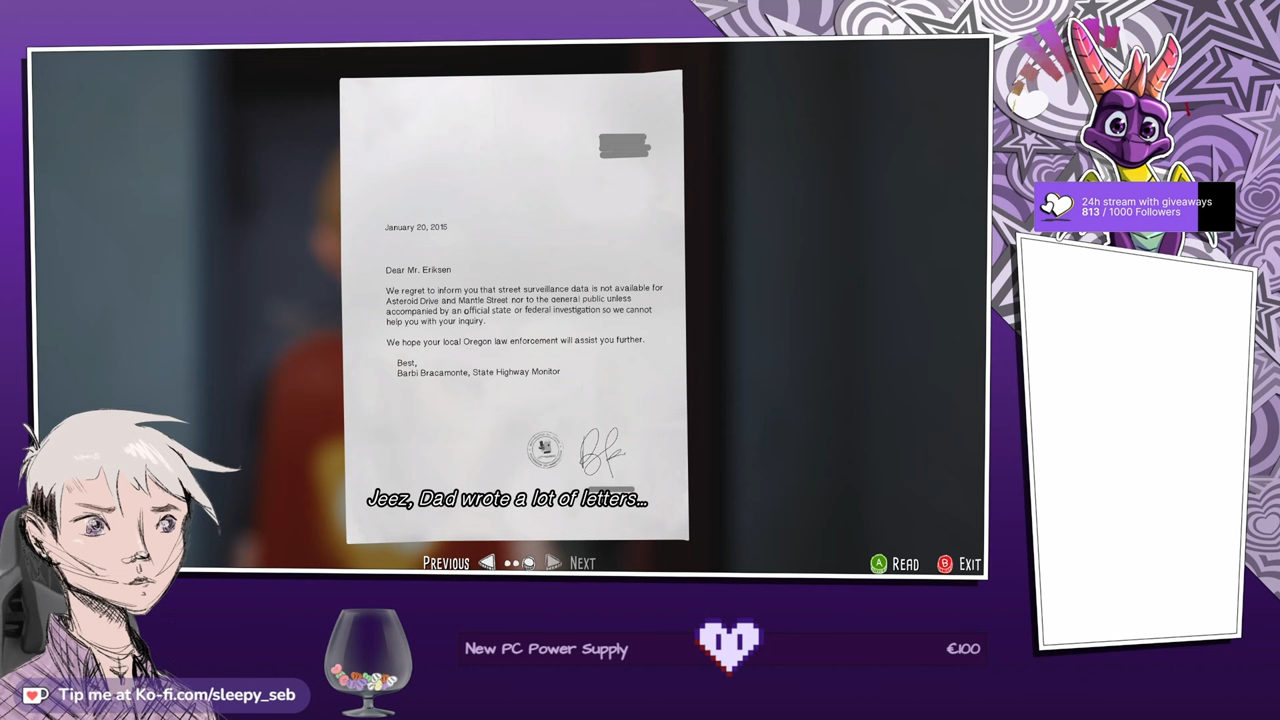 24h stream with giveaways
813 / 1000 Followers
January 20, 2015
Dear Mr. Eriksen
We regret to inform you that street surveillance data is not available for
Asteroid Drive and Mantle Street nor to the general public unless
accompanied by an official state or federal investigation so we cannot
help you with your inquiry.
We hope your local Oregon law enforcement will assist you further.
Best,
Barbi Bracamonte, State Highway Monitor
Jeez, Dad wrote a lot of letters...
PREVIOUS NEXT
A READ B EXIT
New PC Power Supply €100
Tip me at Ko-fi.com/sleepy_seb